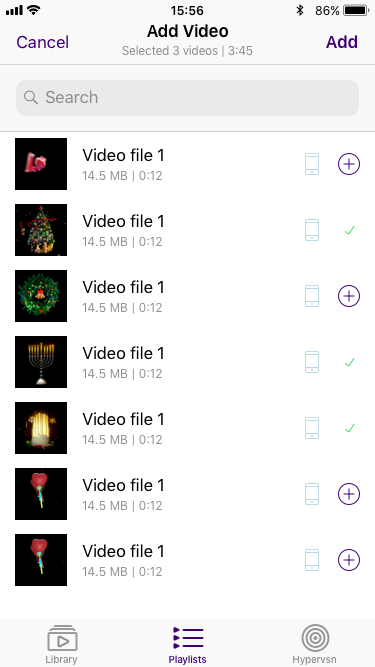 15:56
86%
Cancel
Add Video
Selected 3 videos | 3:45
Add
Search
Video file 1
14.5 MB | 0:12
Video file 1
14.5 MB | 0:12
Video file 1
14.5 MB | 0:12
Video file 1
14.5 MB | 0:12
Video file 1
14.5 MB | 0:12
Video file 1
14.5 MB | 0:12
Video file 1
14.5 MB | 0:12
Library
Playlists
Hypervsn